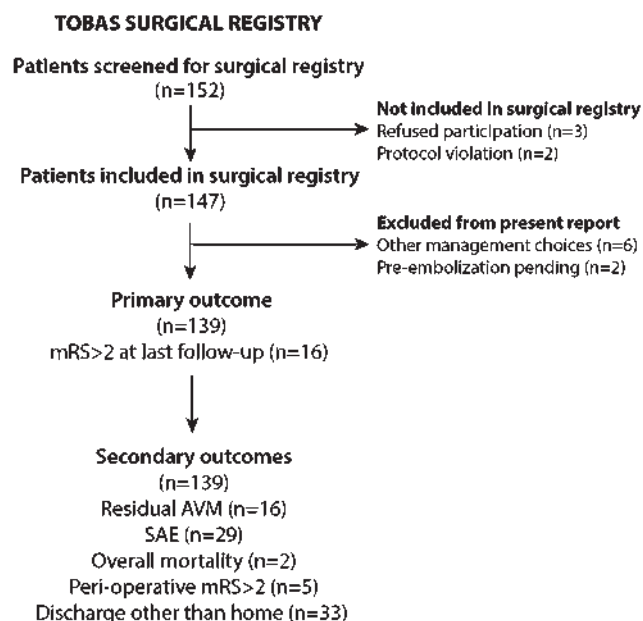 TOBAS SURGICAL REGISTRY
Patients screened for surgical registry
(n=152)
Not included in surgical registry
Refused participation (n=3)
Protocol violation (n=2)
Patients included in surgical registry
(n=147)
Excluded from present report
Other management choices (n=6)
Pre-embolization pending (n=2)
Primary outcome
(n=139)
mRS>2 at last follow-up (n=16)
Secondary outcomes
(n=139)
Residual AVM (n=16)
SAE (n=29)
Overall mortality (n=2)
Peri-operative mRS>2 (n=5)
Discharge other than home (n=33)